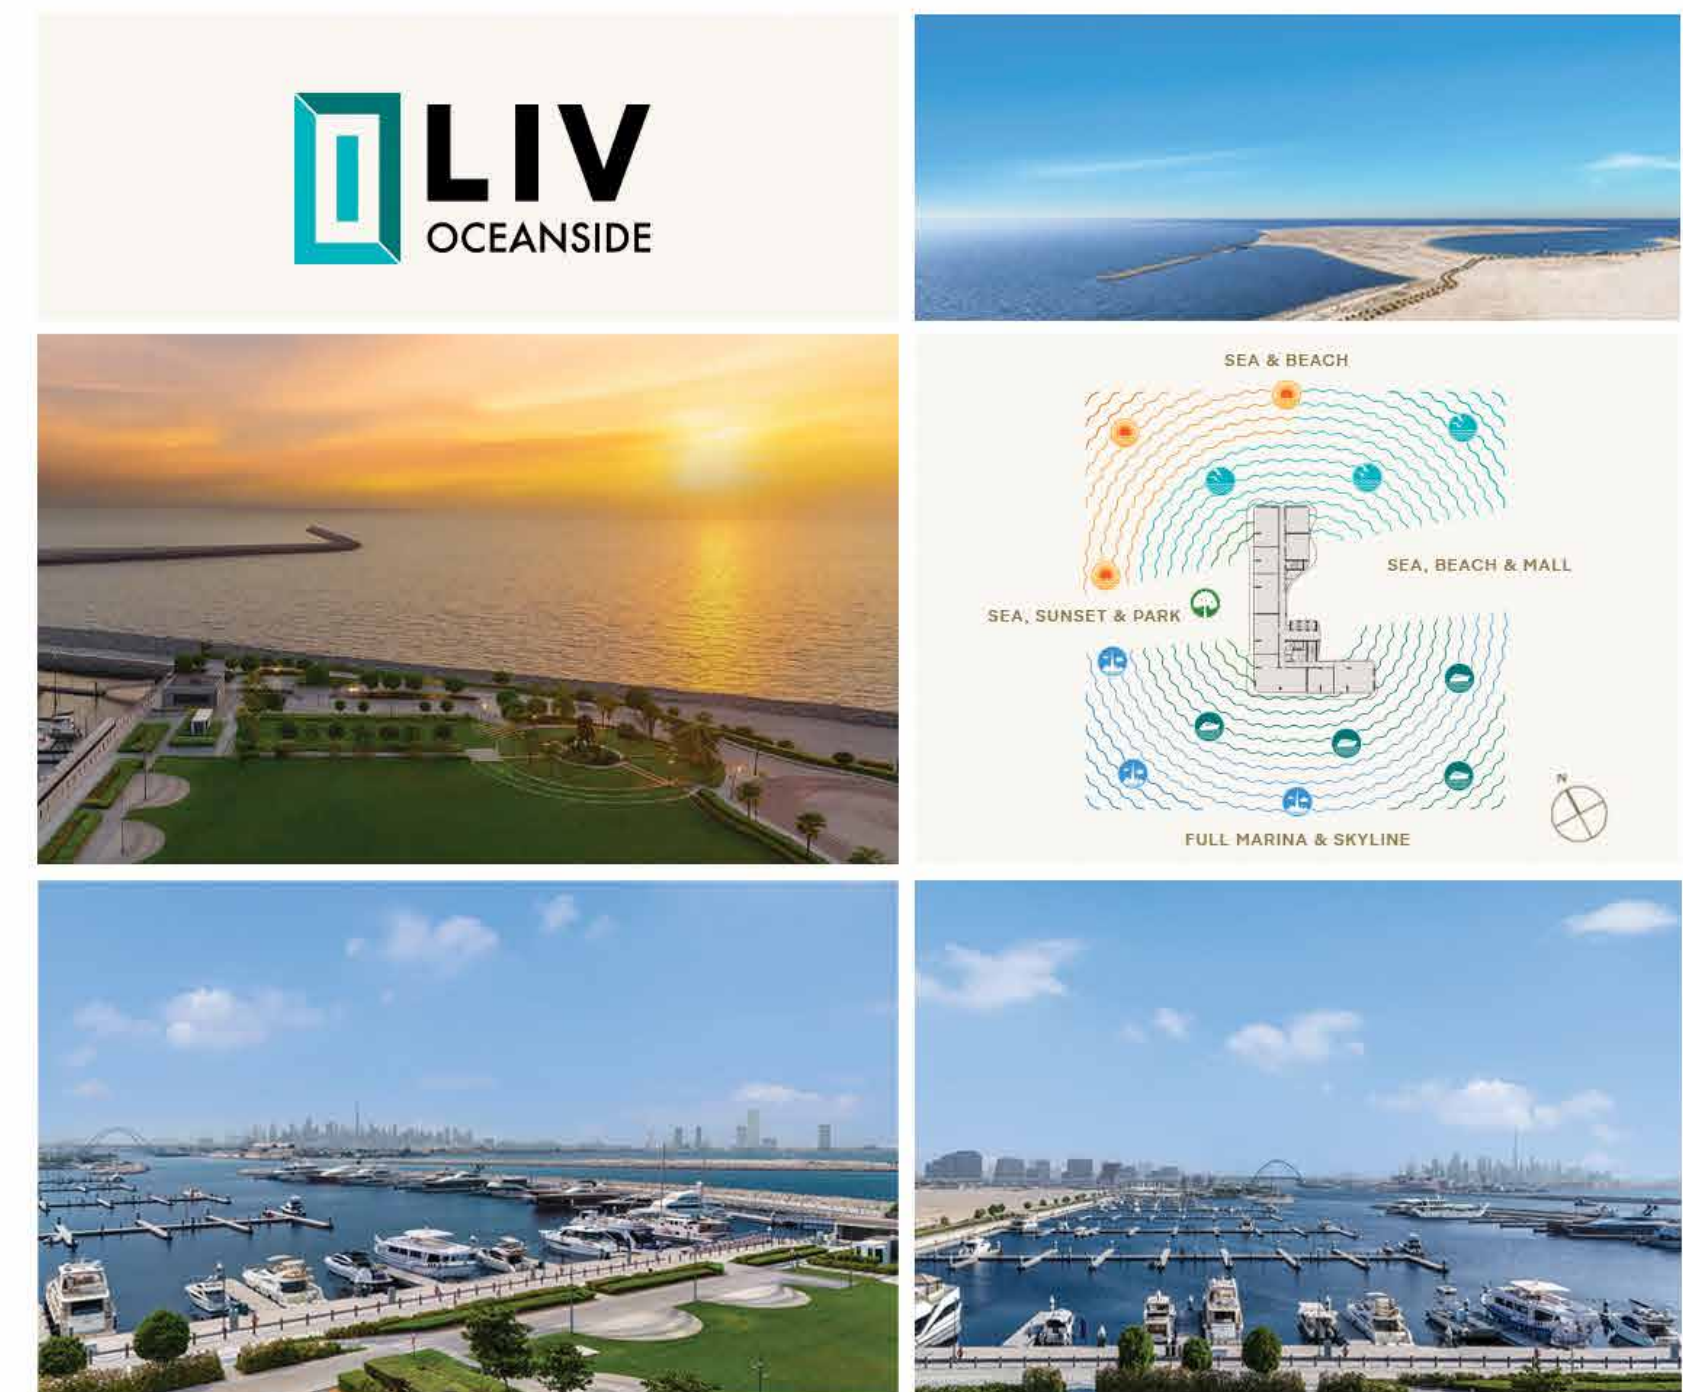 LIV
OCEANSIDE
SEA & BEACH
SEA, BEACH & MALL
SEA, SUNSET & PARK
N
FULL MARINA & SKYLINE